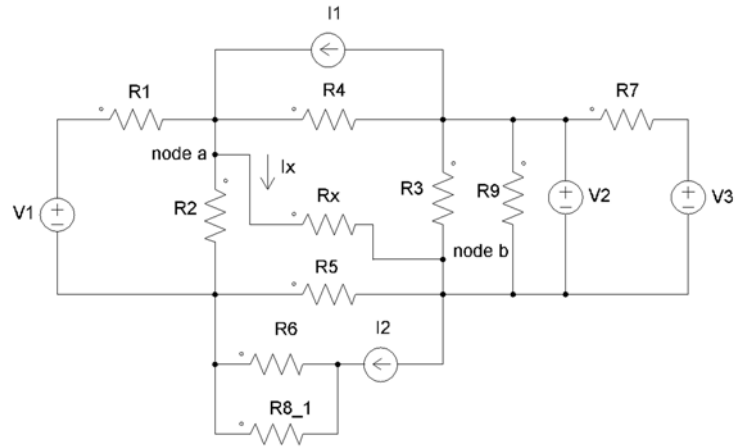 I1
R1
R4
R7
node a
Ix
V1
R2
Rx
R3
R9
V2
V3
node b
R5
R6
I2
R8_1